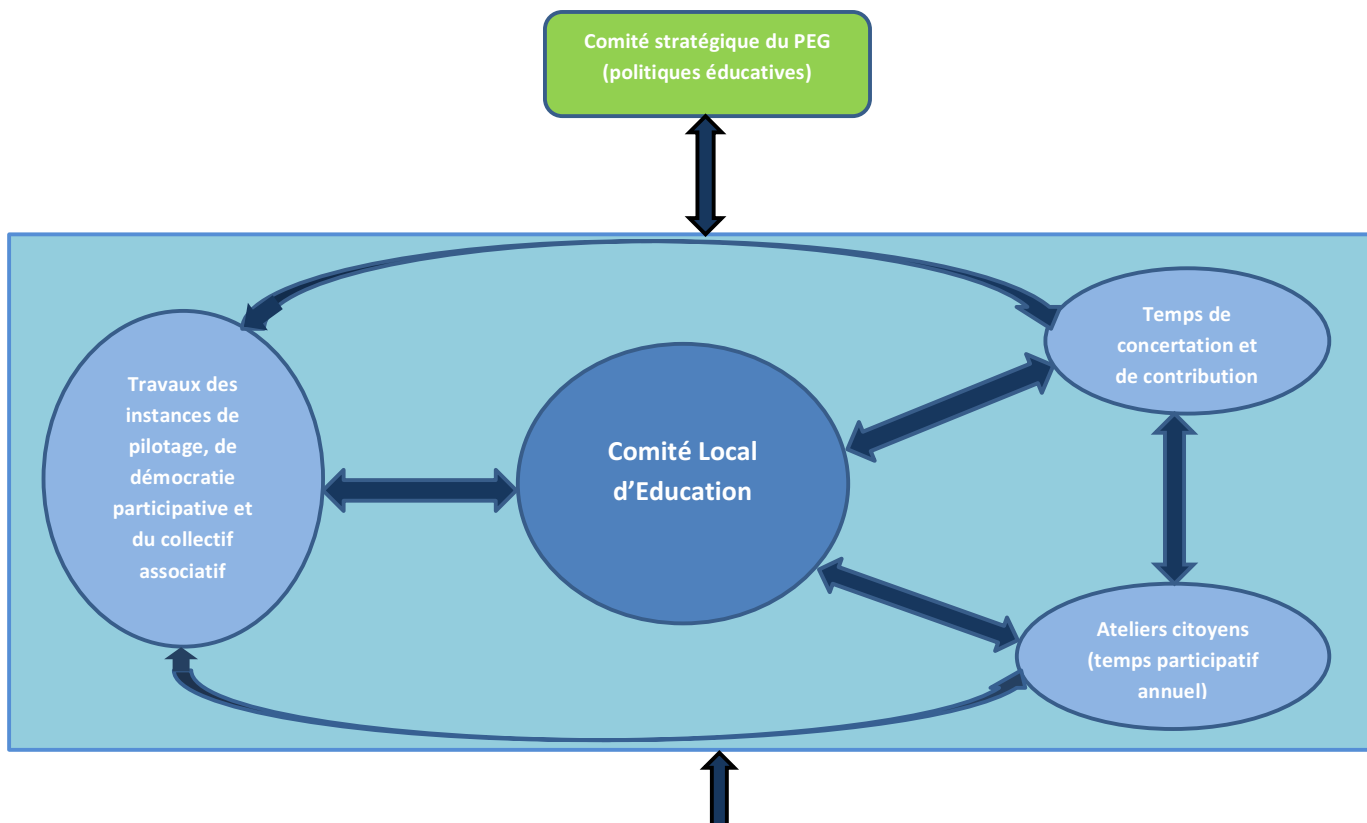 Comité stratégique du PEG
(politiques éducatives)
Temps de
concertation et
de contribution
Travaux des
instances de
pilotage, de
démocratie
participative et
du collectif
associatif
Comité Local
d’Education
Ateliers citoyens
(temps participatif
annuel)